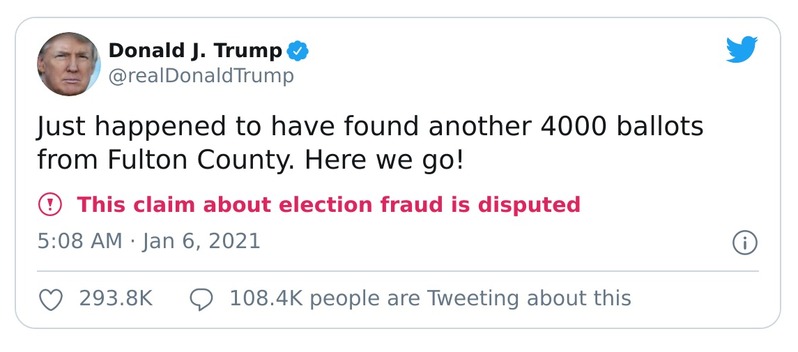 Donald J. Trump
@realDonaldTrump
Just happened to have found another 4000 ballots
from Fulton County. Here we go!
This claim about election fraud is disputed
5:08 AM · Jan 6, 2021
293.8K 108.4K people are Tweeting about this